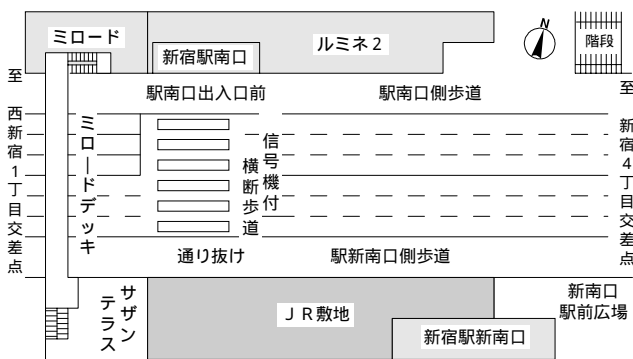 ミロード
ルミネ2
N
階段
新宿駅南口
至
西新宿1丁目交差点
駅南口出入口前
駅南口側歩道
至
新宿4丁目交差点
ミロードデッキ
信号機付
横断歩道
通り抜け
駅新南口側歩道
サザン
テラス
JR敷地
新南口
駅前広場
新宿駅新南口